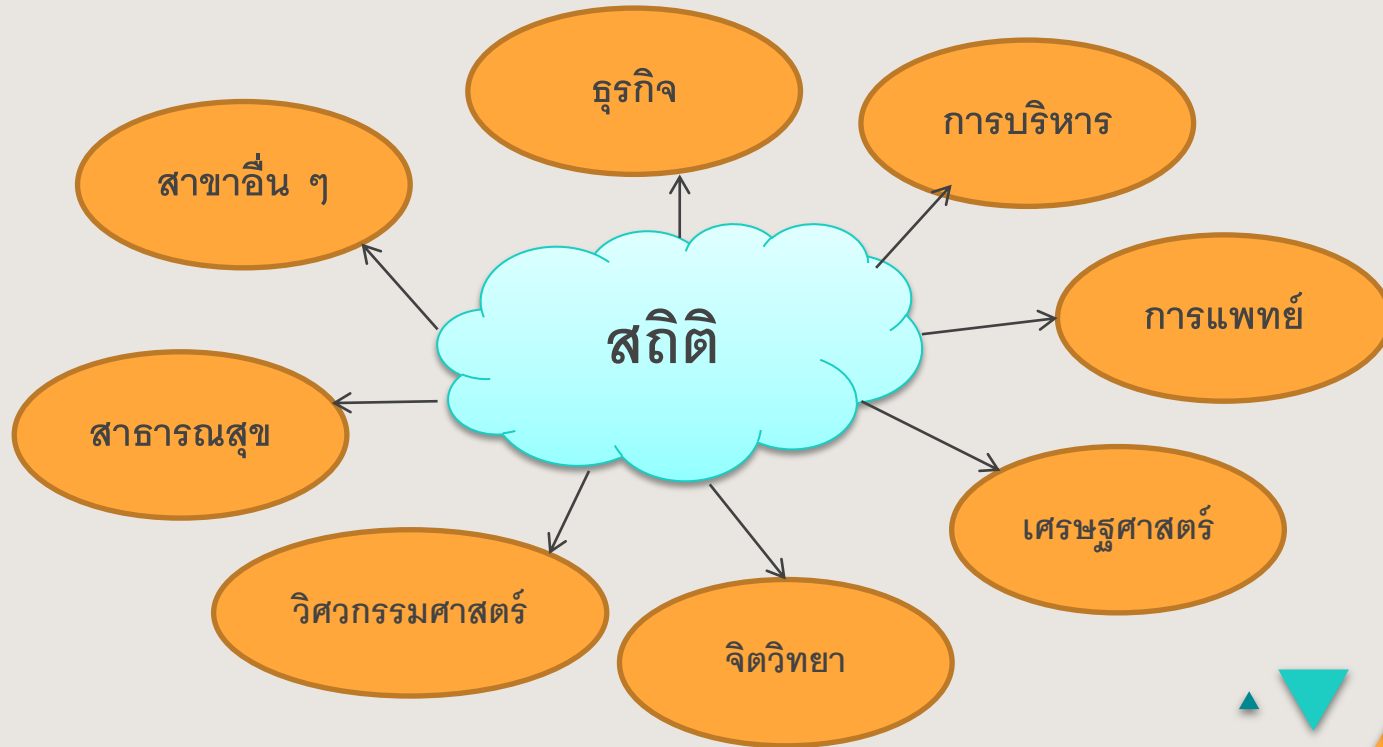 ธุรกิจ
การบริหาร
สาขาอื่น ๆ
สถิติ
การแพทย์
สาธารณสุข
เศรษฐศาสตร์
วิศวกรรมศาสตร์
จิตวิทยา